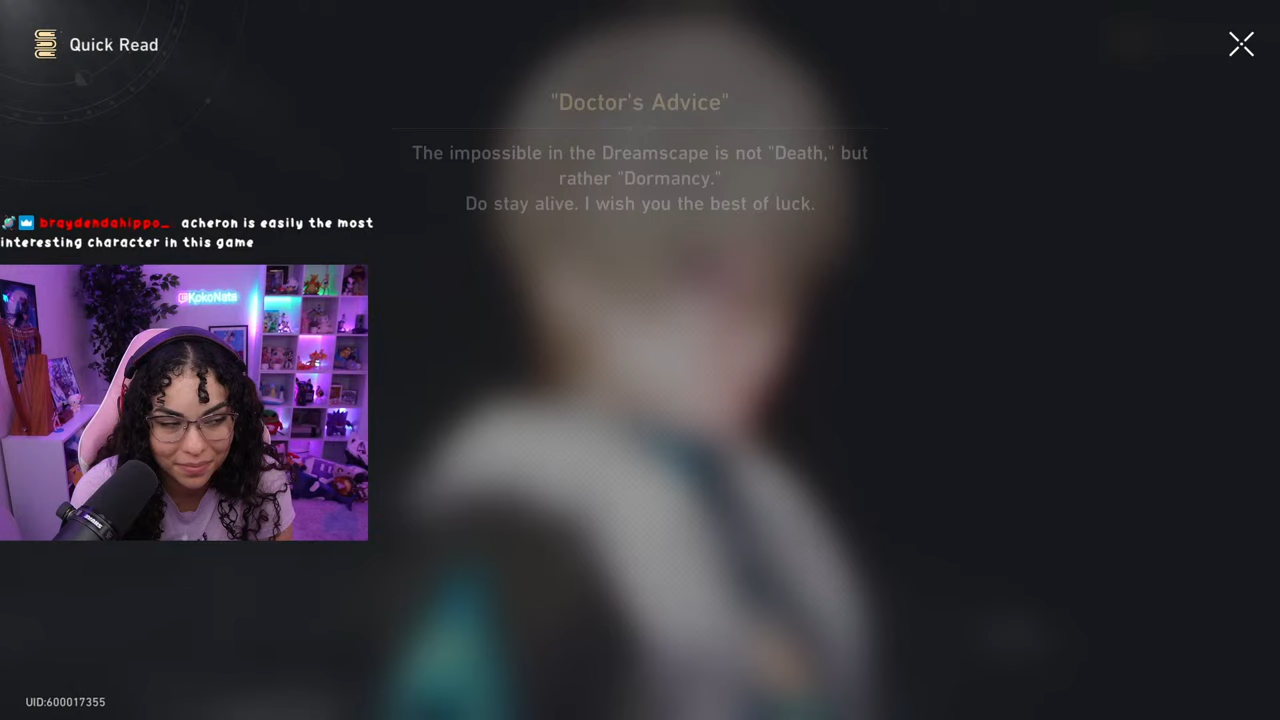 Quick Read
"Doctor's Advice"
The impossible in the Dreamscape is not "Death," but
rather "Dormancy."
Do stay alive. I wish you the best of luck.
braydendahippo_ acheron is easily the most
interesting character in this game
@KokoNata
UID:600017355